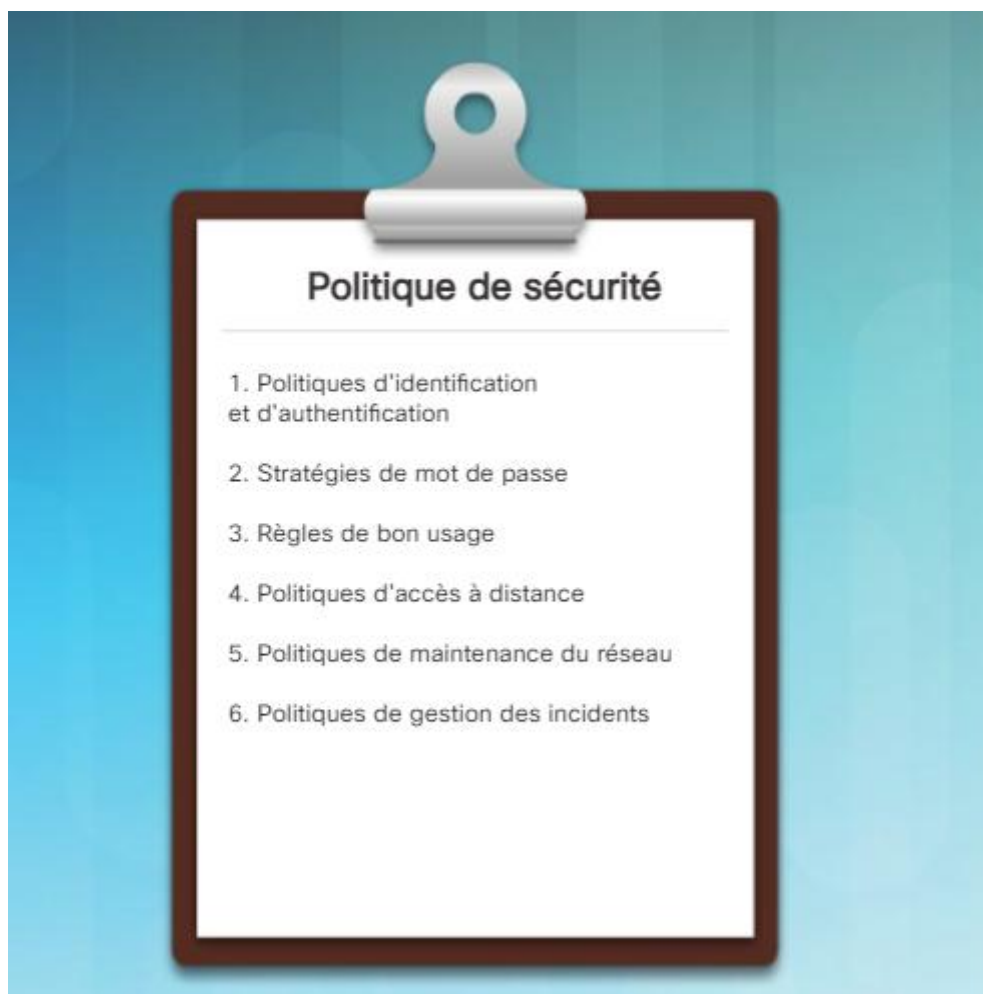 Politique de sécurité
1. Politiques d'identification
et d'authentification
2. Stratégies de mot de passe
3. Règles de bon usage
4. Politiques d'accès à distance
5. Politiques de maintenance du réseau
6. Politiques de gestion des incidents